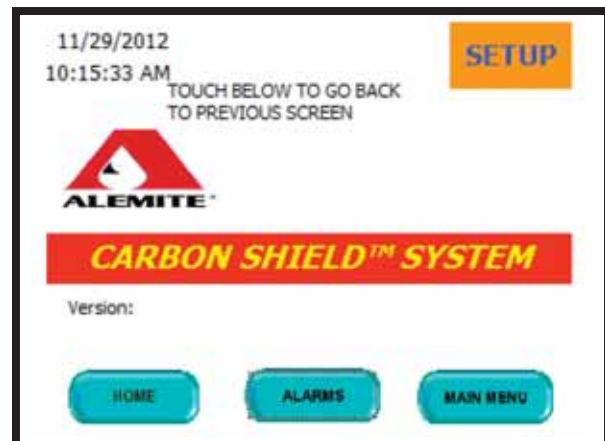 11/29/2012
SETUP
10:15:33 AM
TOUCH BELOW TO GO BACK
TO PREVIOUS SCREEN
ALEMITE
CARBON SHIELD™ SYSTEM
Version:
HOME
ALARMS
MAIN MENU